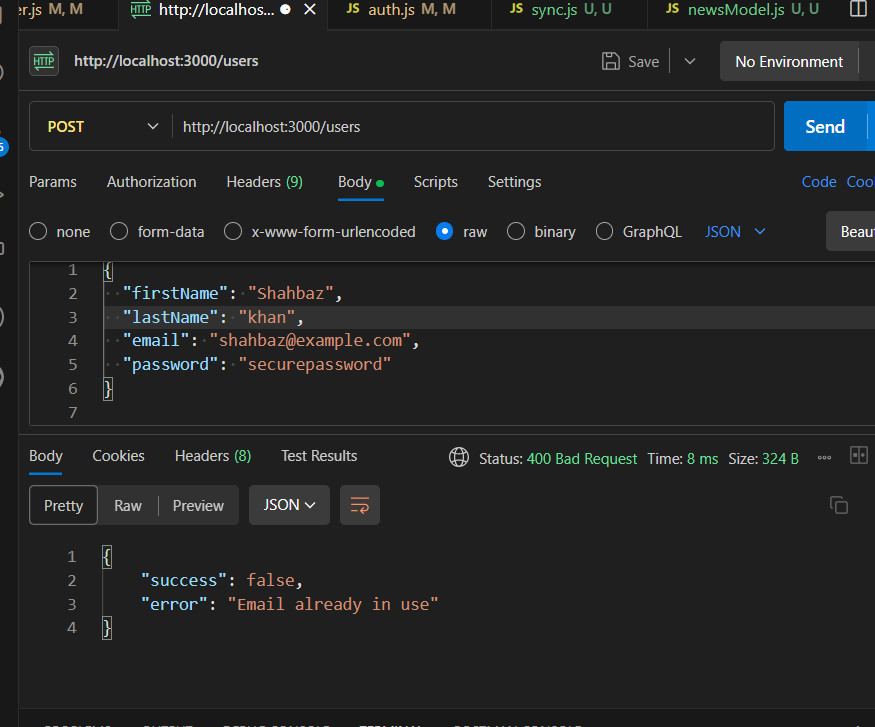 er.js M, M HTTP http://localhos... JS auth.js M, M JS sync.js U, U JS newsModel.js U, U
HTTP http://localhost:3000/users Save No Environment
POST http://localhost:3000/users Send
Params Authorization Headers (9) Body Scripts Settings Code Coo
none form-data x-www-form-urlencoded raw binary GraphQL JSON Beau
1 {
2 "firstName": "Shahbaz",
3 "lastName": "khan",
4 "email": "shahbaz@example.com",
5 "password": "securepassword"
6 }
7
Body Cookies Headers (8) Test Results Status: 400 Bad Request Time: 8 ms Size: 324 B
Pretty Raw Preview JSON
1 {
2 "success": false,
3 "error": "Email already in use"
4 }